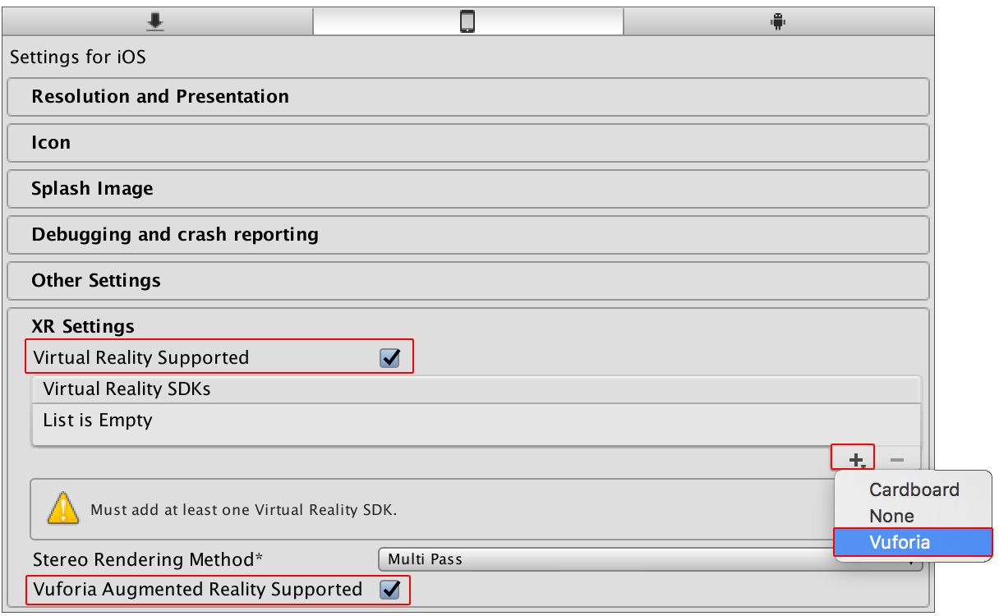 Settings for iOS
Resolution and Presentation
Icon
Splash Image
Debugging and crash reporting
Other Settings
XR Settings
Virtual Reality Supported
Virtual Reality SDKs
List is Empty
Must add at least one Virtual Reality SDK.
Cardboard
None
Vuforia
Stereo Rendering Method* Multi Pass
Vuforia Augmented Reality Supported